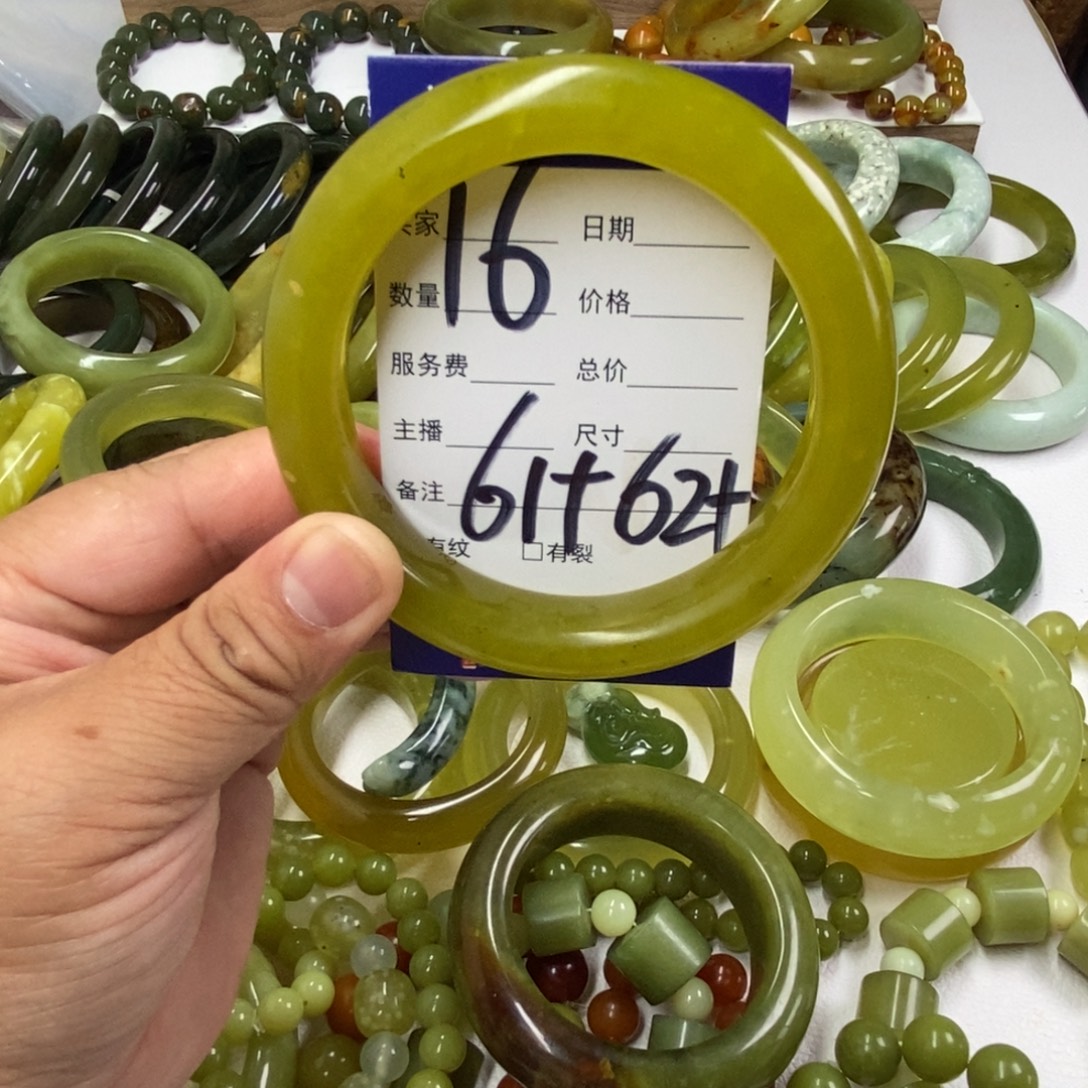 16
家 日期
数量 价格
服务费 总价
主播 尺寸
备注 61+ 62+
有纹 □有裂